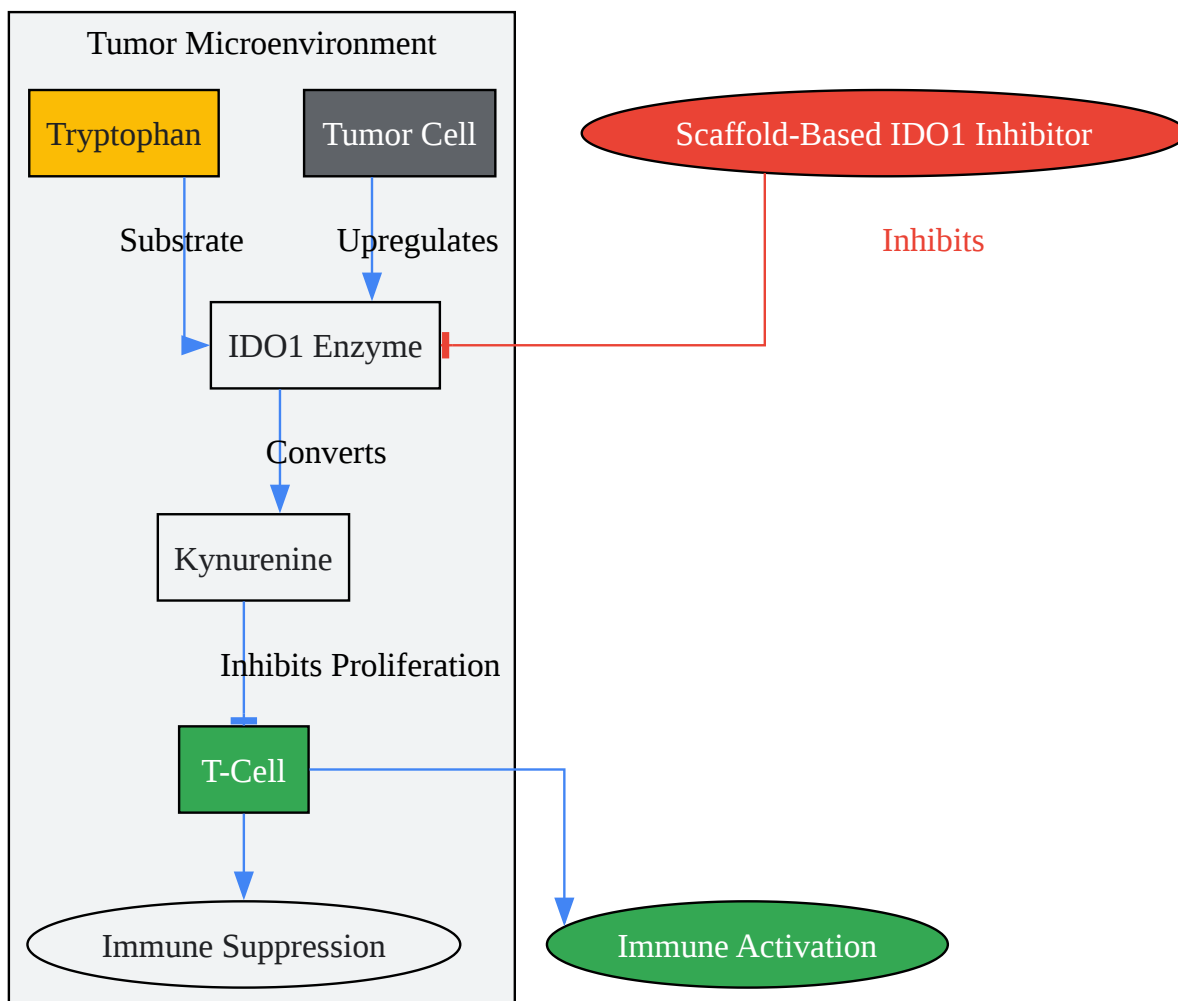 Tumor Microenvironment
Tryptophan
Tumor Cell
Scaffold-Based IDO1 Inhibitor
Substrate
Upregulates
Inhibits
IDO1 Enzyme
Converts
Kynurenine
Inhibits Proliferation
T-Cell
Immune Suppression
Immune Activation